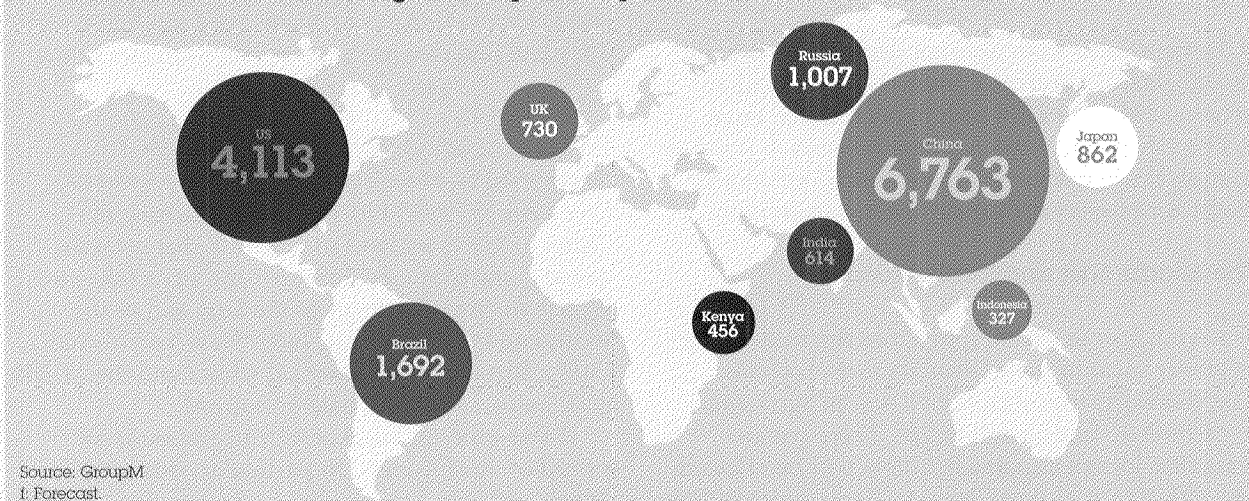 Russia
1,007
UK
730
US
4,113
China
6,763
Japan
862
India
614
Kenya
456
Indonesia
327
Brazil
1,692
Source: GroupM
f: Forecast.